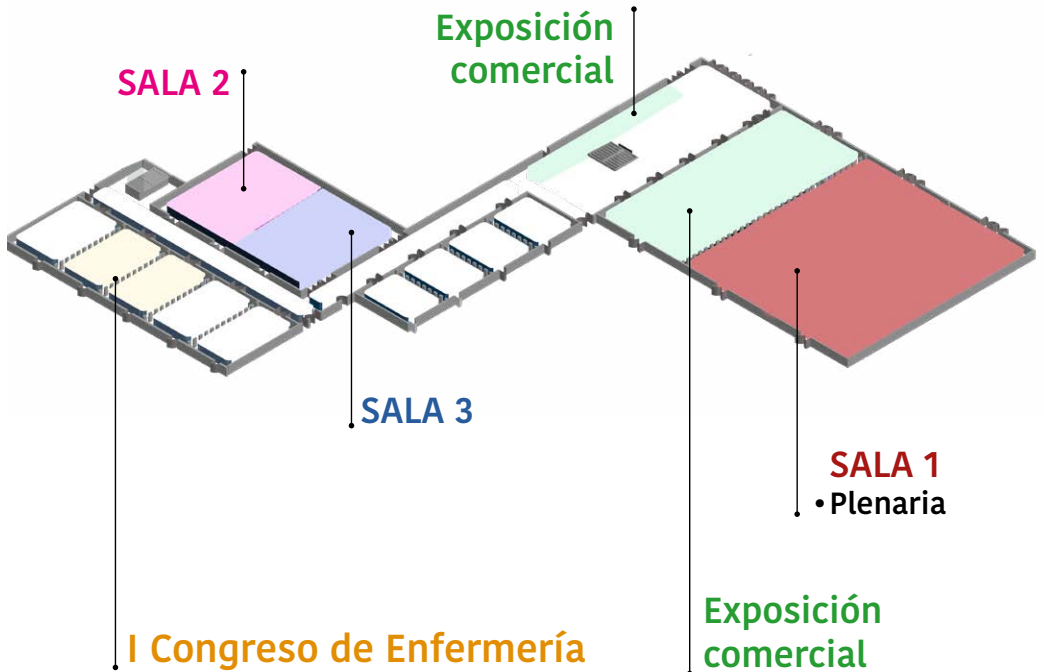 Exposición
comercial
SALA 2
SALA 3
SALA 1
• Plenaria
Exposición
comercial
I Congreso de Enfermería